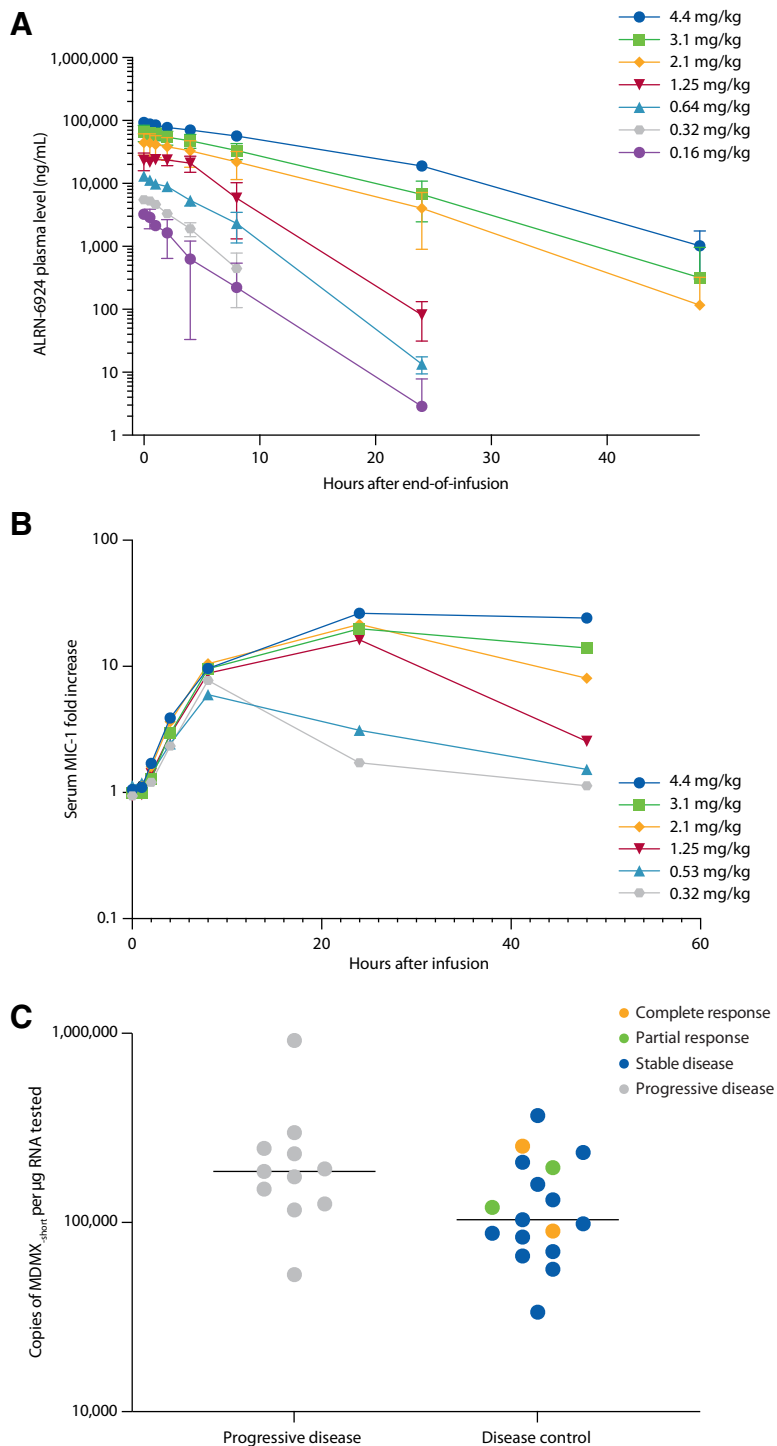 A
4.4 mg/kg
3.1 mg/kg
2.1 mg/kg
1.25 mg/kg
0.64 mg/kg
0.32 mg/kg
0.16 mg/kg
1,000,000
100,000
10,000
1,000
100
10
1
ALRN-6924 plasma level (ng/mL)
0
10
20
30
40
Hours after end-of-infusion
B
100
10
1
0.1
Serum MIC-1 fold increase
4.4 mg/kg
3.1 mg/kg
2.1 mg/kg
1.25 mg/kg
0.53 mg/kg
0.32 mg/kg
0
20
40
60
Hours after infusion
C
Complete response
Partial response
Stable disease
Progressive disease
1,000,000
100,000
10,000
Copies of MDMX-short per μg RNA tested
Progressive disease
Disease control